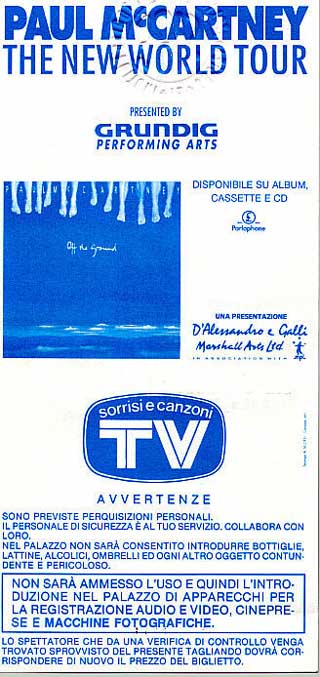 PAUL McCARTNEY
THE NEW WORLD TOUR
PRESENTED BY
GRUNDIG
PERFORMING ARTS
PAUL McCARTNEY
Off the Ground
DISPONIBILE SU ALBUM,
CASSETTE E CD
Parlophone
UNA PRESENTAZIONE
D'Alessandro e Galli
Marshall Arts Ltd
IN ASSOCIATION WITH
sorrisi e canzoni
TV
AVVERTENZE
SONO PREVISTE PERQUISIZIONI PERSONALI.
IL PERSONALE DI SICUREZZA È AL TUO SERVIZIO. COLLABORA CON
LORO.
NEL PALAZZO NON SARÀ CONSENTITO INTRODURRE BOTTIGLIE,
LATTINE, ALCOLICI, OMBRELLI ED OGNI ALTRO OGGETTO CONTUN-
DENTE E PERICOLOSO.
NON SARÀ AMMESSO L'USO E QUINDI L'INTRO-
DUZIONE NEL PALAZZO DI APPARECCHI PER
LA REGISTRAZIONE AUDIO E VIDEO, CINEPRE-
SE E MACCHINE FOTOGRAFICHE.
LO SPETTATORE CHE DA UNA VERIFICA DI CONTROLLO VENGA
TROVATO SPROVVISTO DEL PRESENTE TAGLIANDO DOVRÀ COR-
RISPONDERE DI NUOVO IL PREZZO DEL BIGLIETTO.